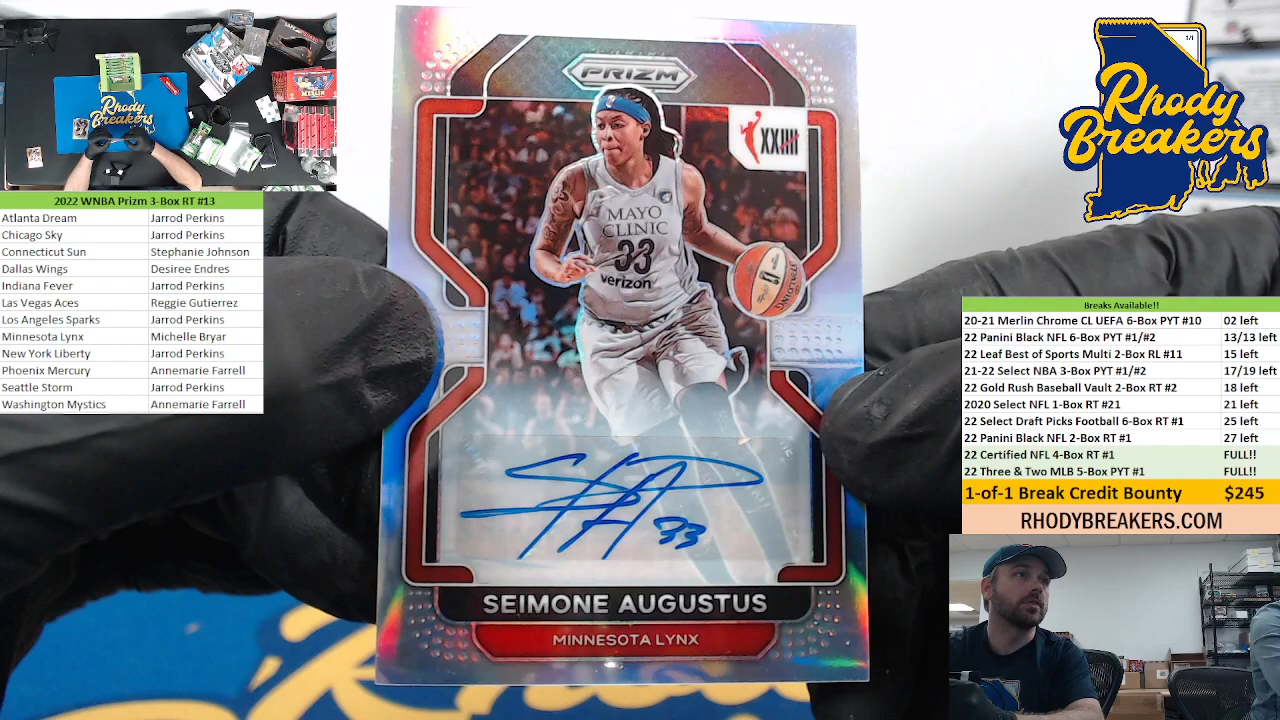 Rhody
Breakers
2022 WNBA Prizm 3-Box RT #13
Atlanta Dream Jarrod Perkins
Chicago Sky Jarrod Perkins
Connecticut Sun Stephanie Johnson
Dallas Wings Desiree Endres
Indiana Fever Jarrod Perkins
Las Vegas Aces Reggie Gutierrez
Los Angeles Sparks Jarrod Perkins
Minnesota Lynx Michelle Bryar
New York Liberty Jarrod Perkins
Phoenix Mercury Annemarie Farrell
Seattle Storm Jarrod Perkins
Washington Mystics Annemarie Farrell
PANINI
PRIZM
XX
MAYO
CLINIC
33
verizon
SPALDING
33
SEIMONE AUGUSTUS
MINNESOTA LYNX
1/1
Rhody
Breakers
Breaks Available!!
20-21 Merlin Chrome CL UEFA 6-Box PYT #10 02 left
22 Panini Black NFL 6-Box PYT #1/#2 13/13 left
22 Leaf Best of Sports Multi 2-Box RL #11 15 left
21-22 Select NBA 3-Box PYT #1/#2 17/19 left
22 Gold Rush Baseball Vault 2-Box RT #2 18 left
2020 Select NFL 1-Box RT #21 21 left
22 Select Draft Picks Football 6-Box RT #1 25 left
22 Panini Black NFL 2-Box RT #1 27 left
22 Certified NFL 4-Box RT #1 FULL!!
22 Three & Two MLB 5-Box PYT #1 FULL!!
1-of-1 Break Credit Bounty $245
RHODYBREAKERS.COM